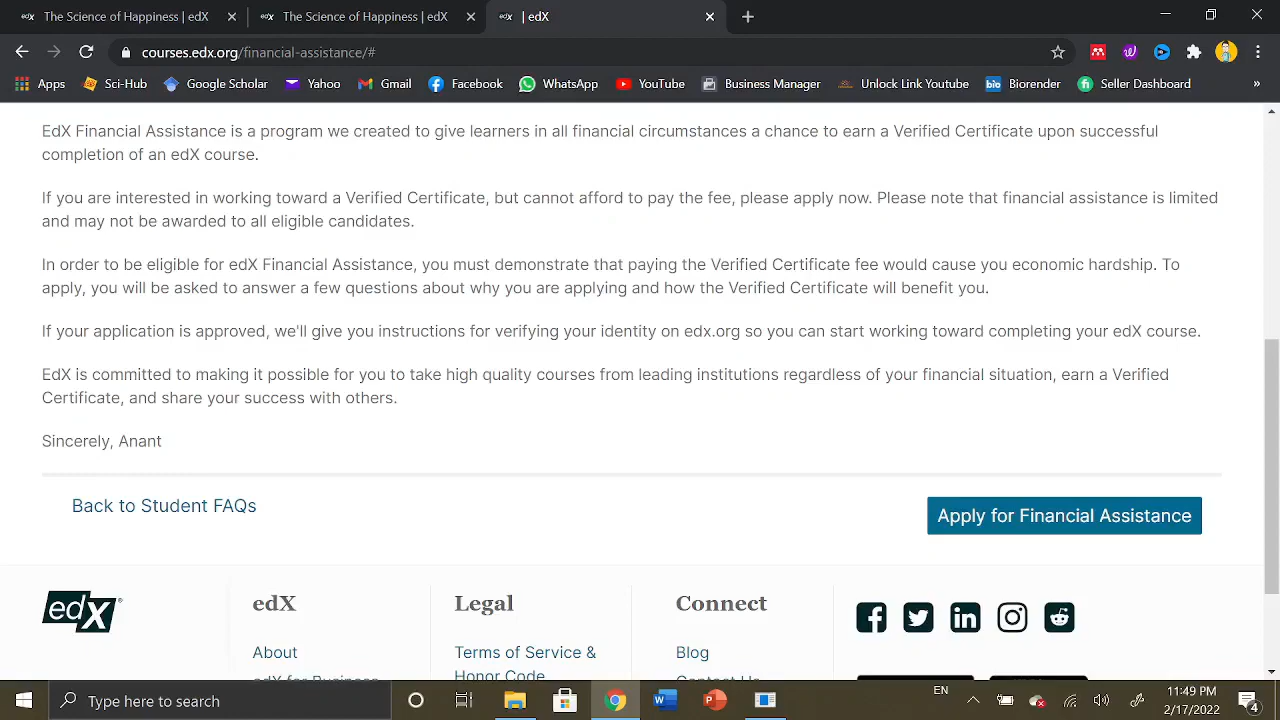 The Science of Happiness | edX
The Science of Happiness | edX
| edX
courses.edx.org/financial-assistance/#
Apps Sci-Hub Google Scholar Yahoo Gmail Facebook WhatsApp YouTube Business Manager Unlock Link Youtube bio Biorender fi Seller Dashboard »
EdX Financial Assistance is a program we created to give learners in all financial circumstances a chance to earn a Verified Certificate upon successful
completion of an edX course.
If you are interested in working toward a Verified Certificate, but cannot afford to pay the fee, please apply now. Please note that financial assistance is limited
and may not be awarded to all eligible candidates.
In order to be eligible for edX Financial Assistance, you must demonstrate that paying the Verified Certificate fee would cause you economic hardship. To
apply, you will be asked to answer a few questions about why you are applying and how the Verified Certificate will benefit you.
If your application is approved, we'll give you instructions for verifying your identity on edx.org so you can start working toward completing your edX course.
EdX is committed to making it possible for you to take high quality courses from leading institutions regardless of your financial situation, earn a Verified
Certificate, and share your success with others.
Sincerely, Anant
Back to Student FAQs
Apply for Financial Assistance
edX
edX
Legal
Connect
About
Terms of Service &
Honor Code
Blog
edX for Business
Contact Us
Type here to search
EN
11:49 PM
2/17/2022
4